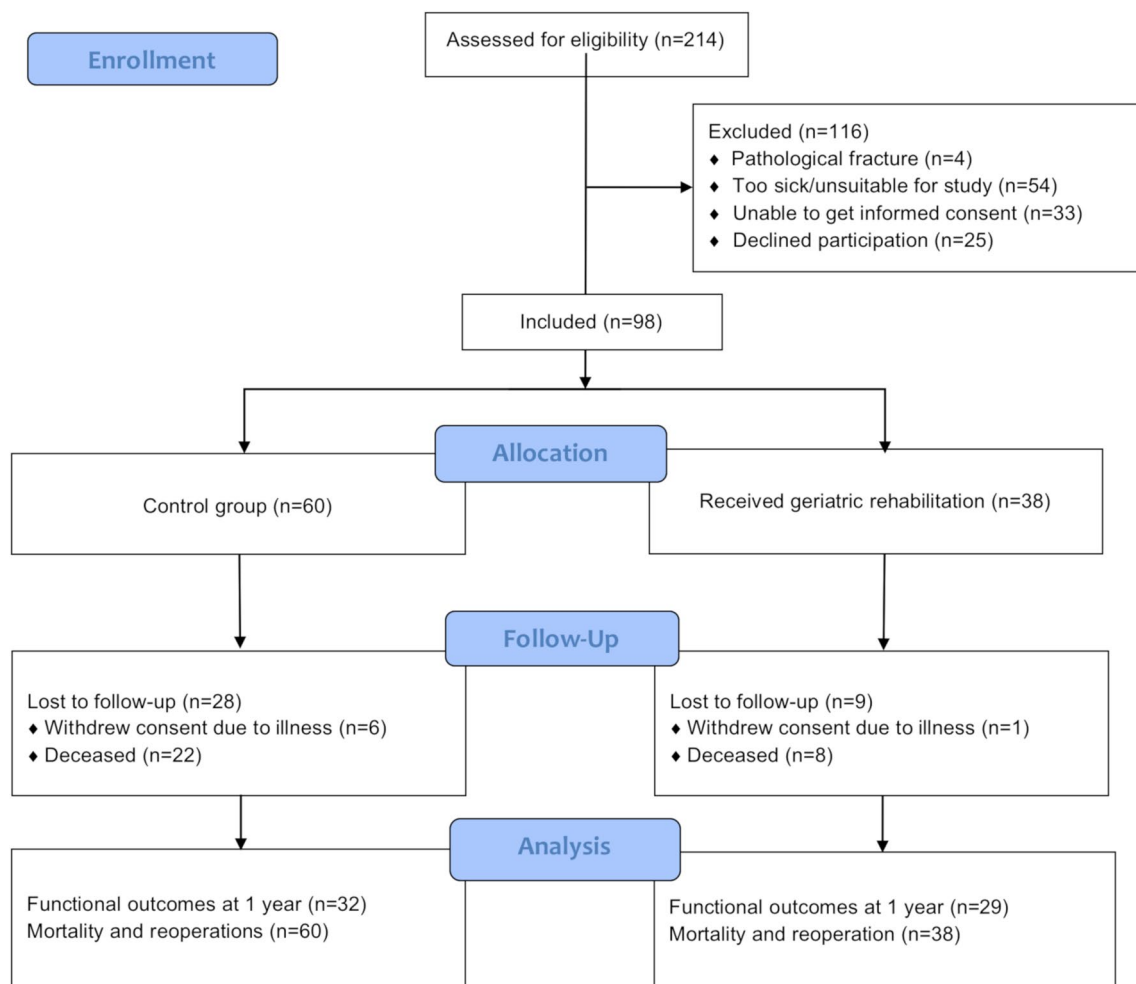 Enrollment
Assessed for eligibility (n=214)
Excluded (n=116)
♦ Pathological fracture (n=4)
♦ Too sick/unsuitable for study (n=54)
♦ Unable to get informed consent (n=33)
♦ Declined participation (n=25)
Included (n=98)
Allocation
Control group (n=60)
Received geriatric rehabilitation (n=38)
Follow-Up
Lost to follow-up (n=28)
♦ Withdrew consent due to illness (n=6)
♦ Deceased (n=22)
Lost to follow-up (n=9)
♦ Withdrew consent due to illness (n=1)
♦ Deceased (n=8)
Analysis
Functional outcomes at 1 year (n=32)
Mortality and reoperations (n=60)
Functional outcomes at 1 year (n=29)
Mortality and reoperation (n=38)